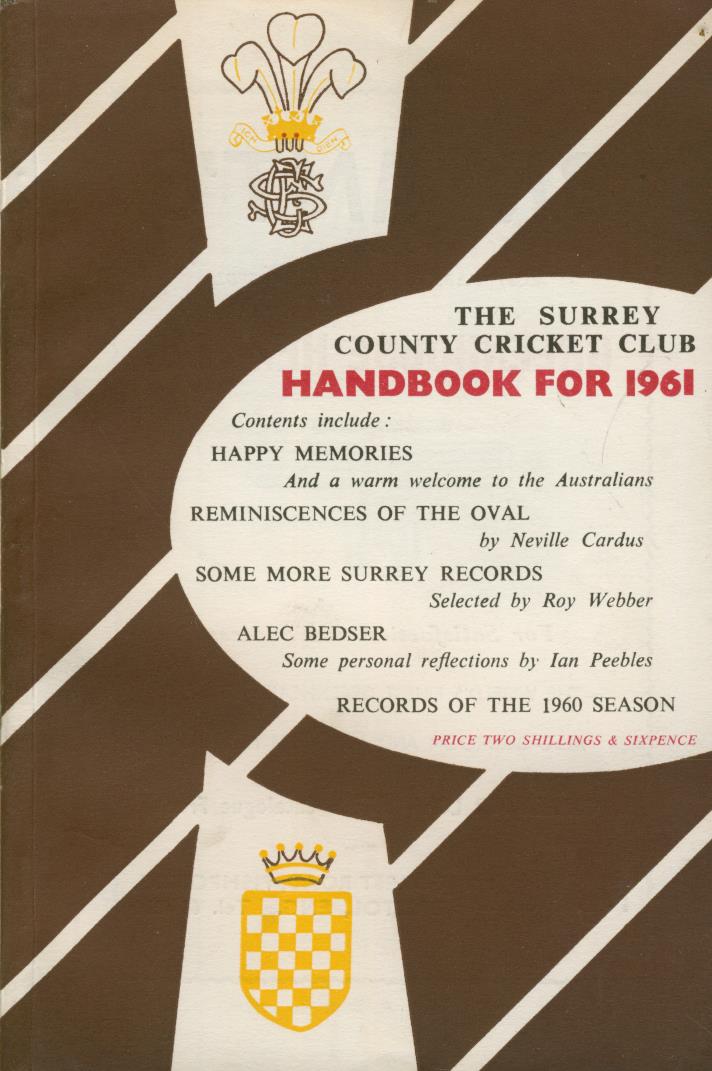 ICH DIEN
THE SURREY
COUNTY CRICKET CLUB
HANDBOOK FOR 1961
Contents include :
HAPPY MEMORIES
And a warm welcome to the Australians
REMINISCENCES OF THE OVAL
by Neville Cardus
SOME MORE SURREY RECORDS
Selected by Roy Webber
ALEC BEDSER
Some personal reflections by Ian Peebles
RECORDS OF THE 1960 SEASON
PRICE TWO SHILLINGS & SIXPENCE